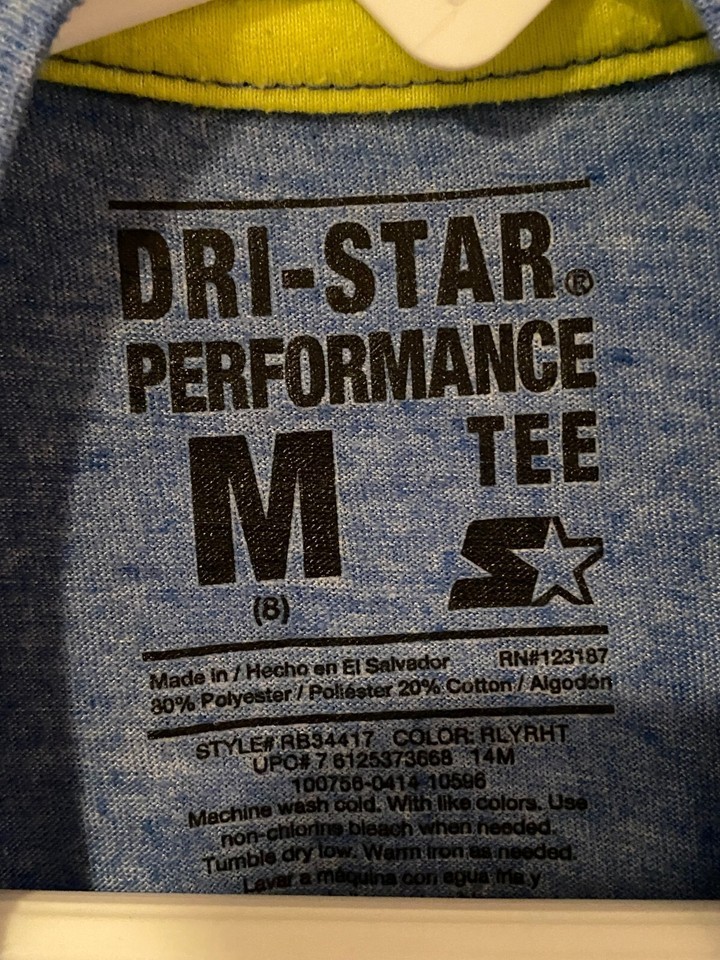 DRI-STAR®
PERFORMANCE
TEE
M
(8)
Made in / Hecho en El Salvador RN#123187
80% Polyester / Poliéster 20% Cotton / Algodón
STYLE# RB34417 COLOR: RLYRHT
UPC# 7 6125373668 14M
100756-0414 10596
Machine wash cold. With like colors. Use
non-chlorine bleach when needed.
Tumble dry low. Warm iron as needed.
Lavar a máquina con agua fria y